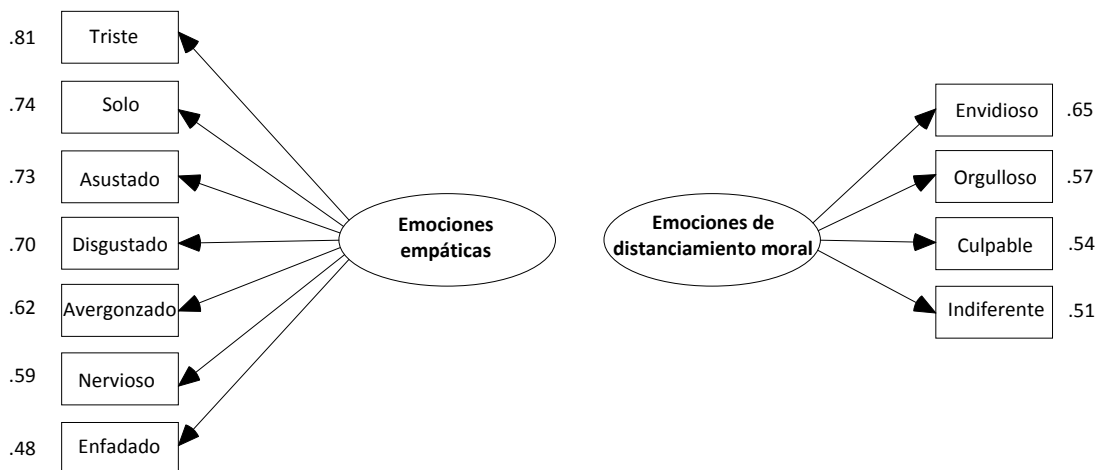 .81 Triste
.74 Solo
.73 Asustado
.70 Disgustado
.62 Avergonzado
.59 Nervioso
.48 Enfadado
Emociones
empáticas
Emociones de
distanciamiento moral
Envidioso .65
Orgulloso .57
Culpable .54
Indiferente .51